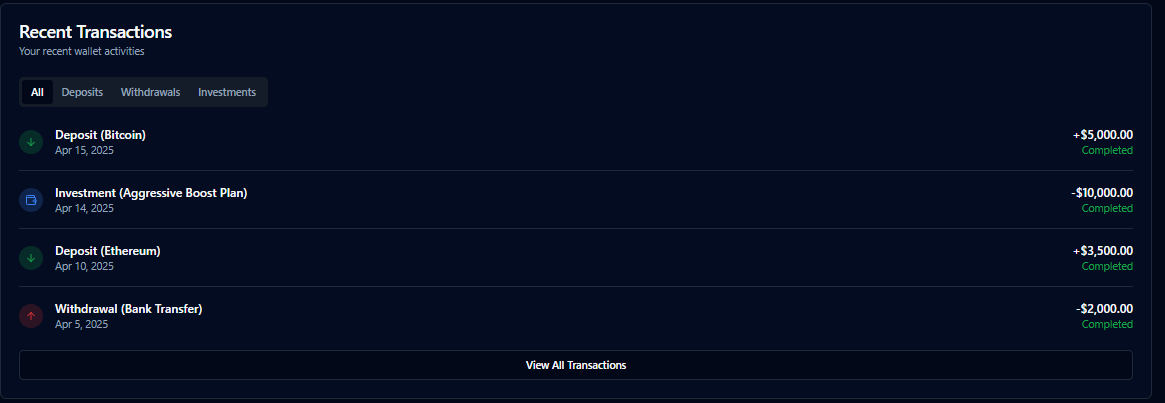 Recent Transactions
Your recent wallet activities
All Deposits Withdrawals Investments
Deposit (Bitcoin) +$5,000.00
Apr 15, 2025 Completed
Investment (Aggressive Boost Plan) -$10,000.00
Apr 14, 2025 Completed
Deposit (Ethereum) +$3,500.00
Apr 10, 2025 Completed
Withdrawal (Bank Transfer) -$2,000.00
Apr 5, 2025 Completed
View All Transactions